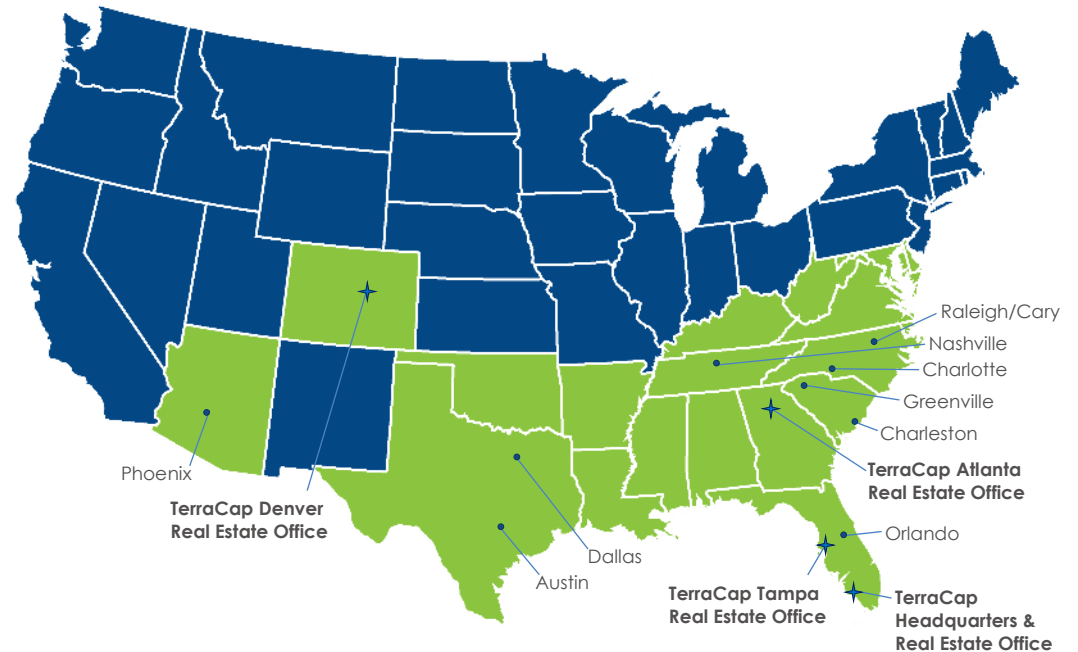 Raleigh/Cary
Nashville
Charlotte
Greenville
Charleston
TerraCap Atlanta
Real Estate Office
Phoenix
TerraCap Denver
Real Estate Office
Orlando
Dallas
Austin
TerraCap Tampa
Real Estate Office
TerraCap
Headquarters &
Real Estate Office